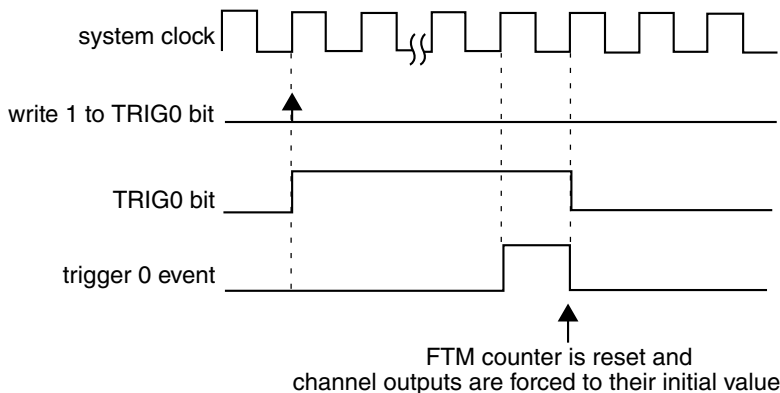 system clock
write 1 to TRIG0 bit
TRIG0 bit
trigger 0 event
FTM counter is reset and
channel outputs are forced to their initial value